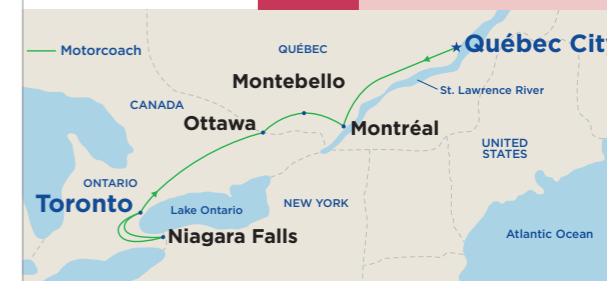 Motorcoach
QUÉBEC
Québec Cit
Montebello
St. Lawrence River
CANADA
Ottawa
Montréal
UNITED
STATES
ONTARIO
Toronto
Lake Ontario
NEW YORK
Niagara Falls
Atlantic Ocean